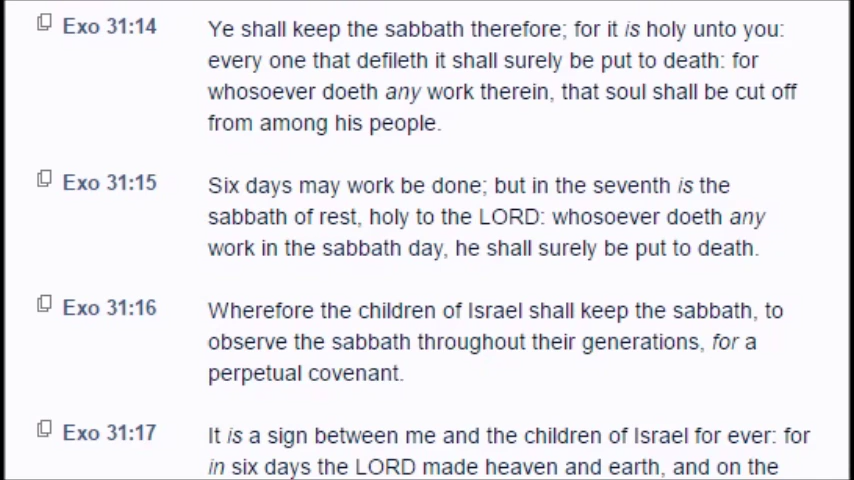 Exo 31:14 Ye shall keep the sabbath therefore; for it is holy unto you:
every one that defileth it shall surely be put to death: for
whosoever doeth any work therein, that soul shall be cut off
from among his people.
Exo 31:15 Six days may work be done; but in the seventh is the
sabbath of rest, holy to the LORD: whosoever doeth any
work in the sabbath day, he shall surely be put to death.
Exo 31:16 Wherefore the children of Israel shall keep the sabbath, to
observe the sabbath throughout their generations, for a
perpetual covenant.
Exo 31:17 It is a sign between me and the children of Israel for ever: for
in six days the LORD made heaven and earth, and on the